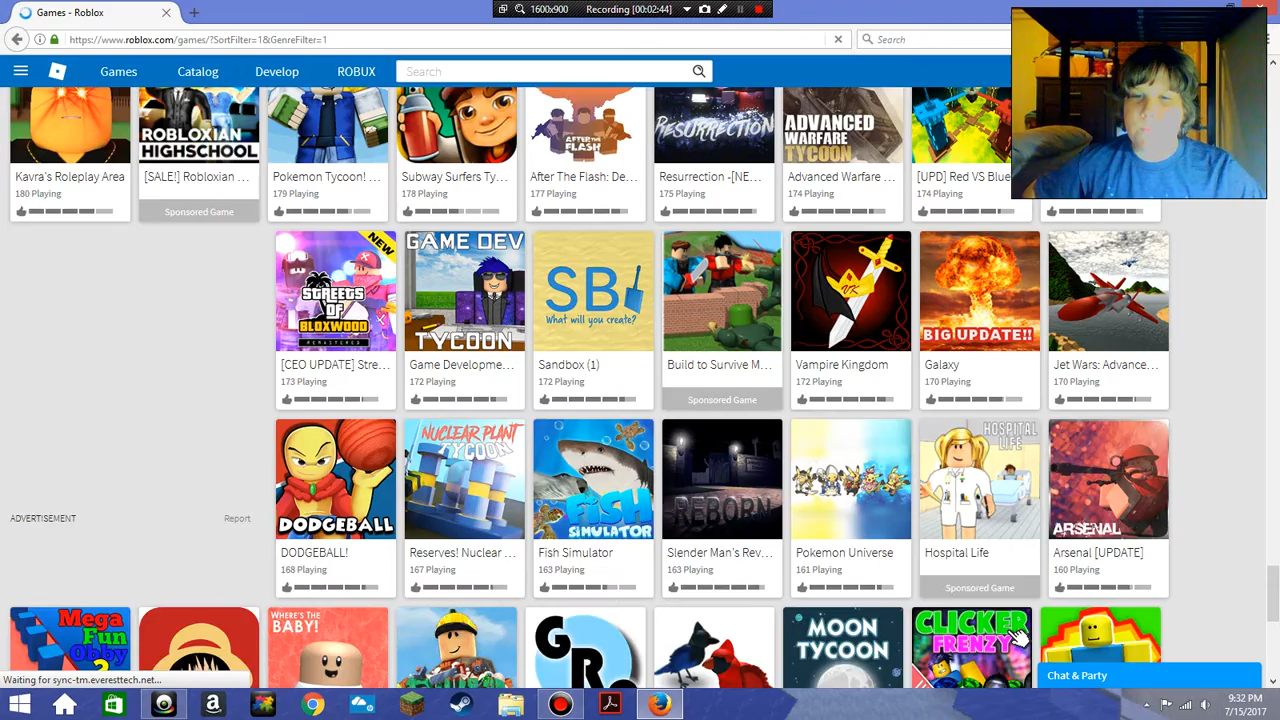 Games - Roblox
1600x900
Recording [00:02:44]
https://www.roblox.com/games/?SortFilter=1&GenreFilter=1
Search
Games
Catalog
Develop
ROBUX
Search
ROBLOXIAN
HIGHSCHOOL
AFTER THE FLASH
RESURRECTION
ADVANCED
WARFARE
TYCOON
Kavra's Roleplay Area
[SALE!] Robloxian ...
Pokemon Tycoon! ...
Subway Surfers Ty...
After The Flash: De...
Resurrection -[NE...
Advanced Warfare ...
[UPD] Red VS Blue
180 Playing
179 Playing
178 Playing
177 Playing
175 Playing
174 Playing
174 Playing
Sponsored Game
NEW
STREETS
OF
BLOXWOOD
REMASTERED
GAME DEV
TYCOON
SB
What will you create?
VK
BIG UPDATE!!
[CEO UPDATE] Stre...
Game Developme...
Sandbox (1)
Build to Survive M...
Vampire Kingdom
Galaxy
Jet Wars: Advance...
173 Playing
172 Playing
172 Playing
172 Playing
170 Playing
170 Playing
Sponsored Game
DODGEBALL
NUCLEAR PLANT
TYCOON
FISH
SIMULATOR
REBORN
HOSPITAL
LIFE
ARSENAL
ADVERTISEMENT
Report
DODGEBALL!
Reserves! Nuclear ...
Fish Simulator
Slender Man's Rev...
Pokemon Universe
Hospital Life
Arsenal [UPDATE]
168 Playing
167 Playing
163 Playing
163 Playing
161 Playing
160 Playing
Sponsored Game
Mega
Fun
Obby
2
WHERE'S THE
BABY!
MOON
TYCOON
CLICKER
FRENZY
Chat & Party
Waiting for sync-tm.everesttech.net...
9:32 PM
7/15/2017